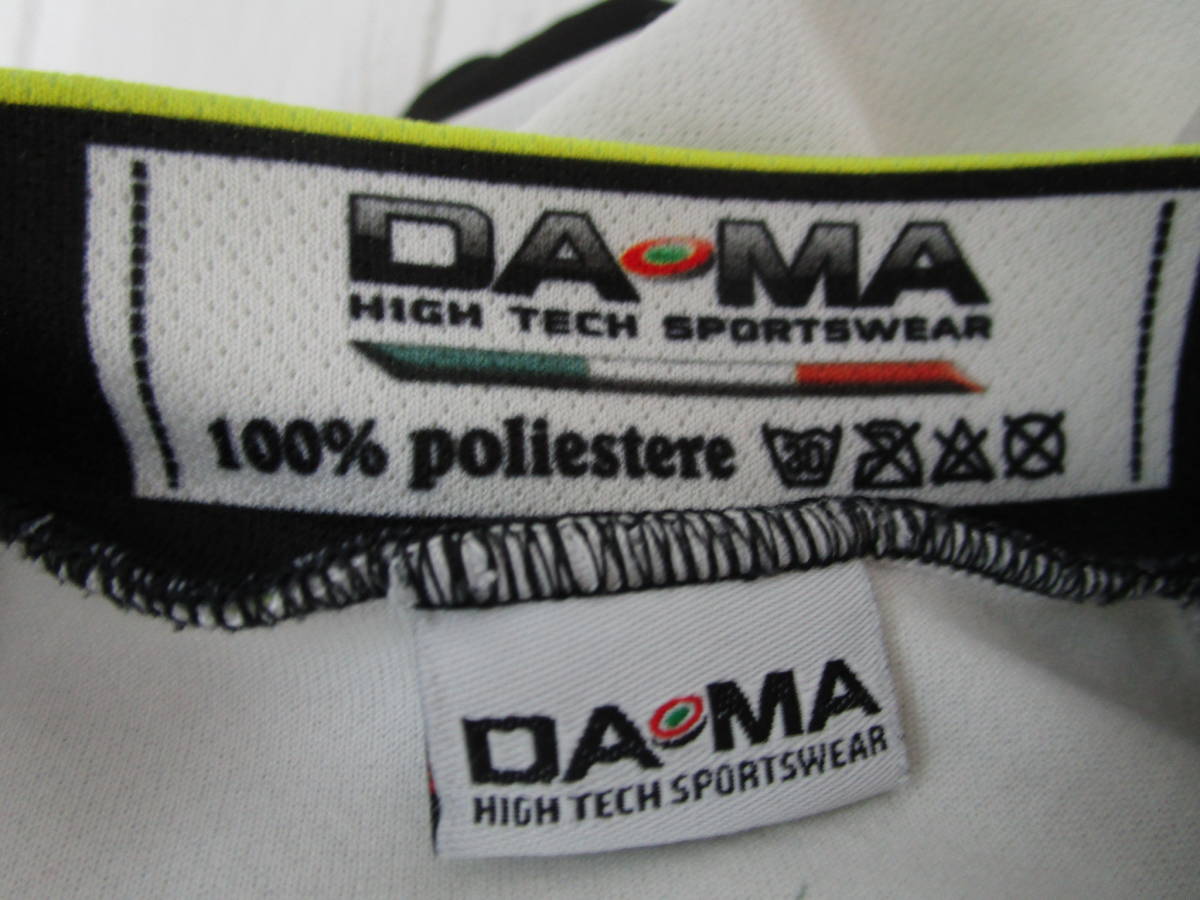 DA MA
HIGH TECH SPORTSWEAR
100% poliestere 30
DA MA
HIGH TECH SPORTSWEAR